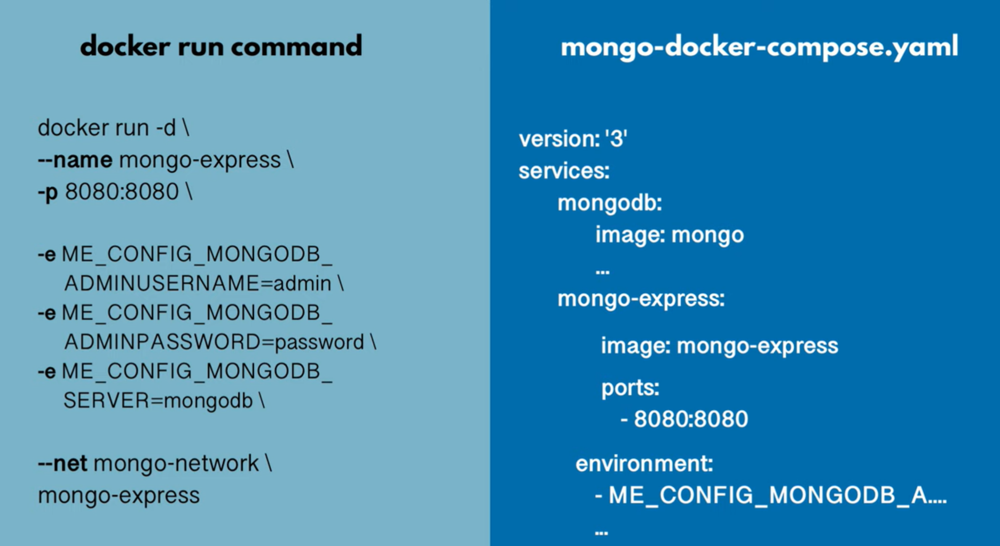 docker run command
docker run -d \
--name mongo-express \
-p 8080:8080 \
-e ME_CONFIG_MONGODB_
ADMINUSERNAME=admin \
-e ME_CONFIG_MONGODB_
ADMINPASSWORD=password \
-e ME_CONFIG_MONGODB_
SERVER=mongodb \
--net mongo-network \
mongo-express
mongo-docker-compose.yaml
version: '3'
services:
mongodb:
image: mongo
...
mongo-express:
image: mongo-express
ports:
- 8080:8080
environment:
- ME_CONFIG_MONGODB_A....
...